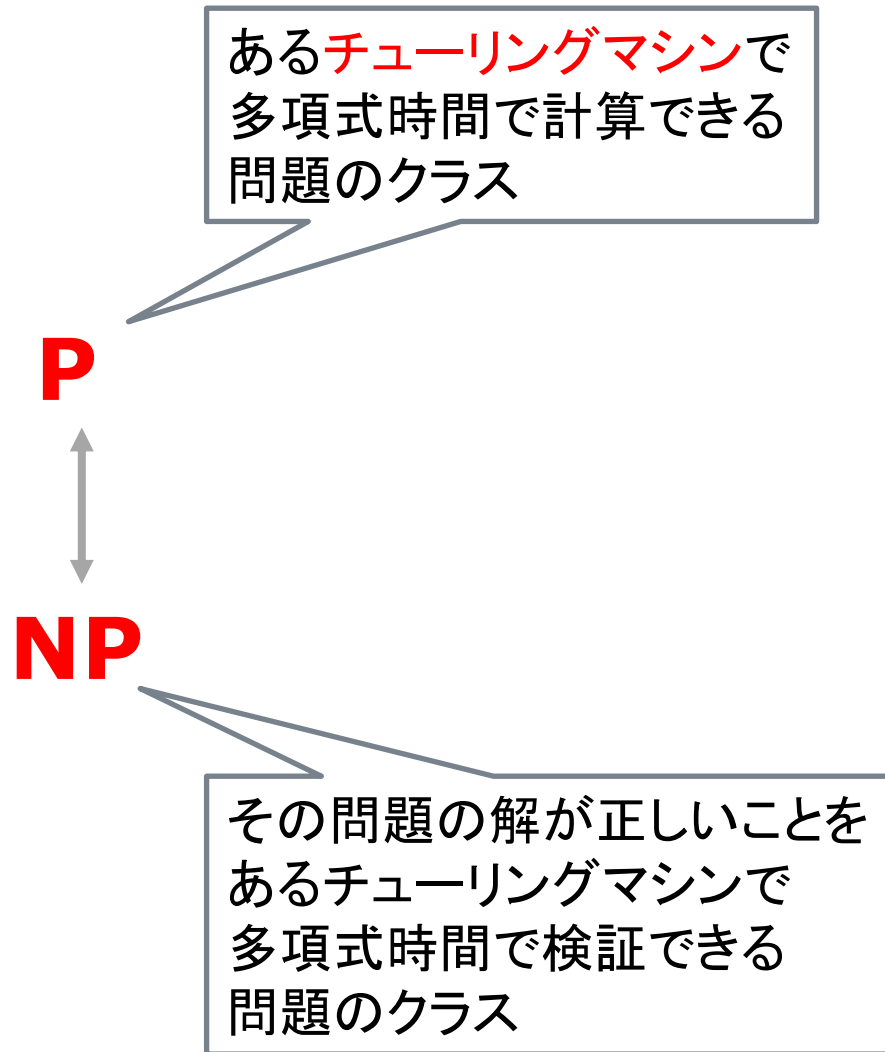 あるチューリングマシンで
多項式時間で計算できる
問題のクラス
P
NP
その問題の解が正しいことを
あるチューリングマシンで
多項式時間で検証できる
問題のクラス